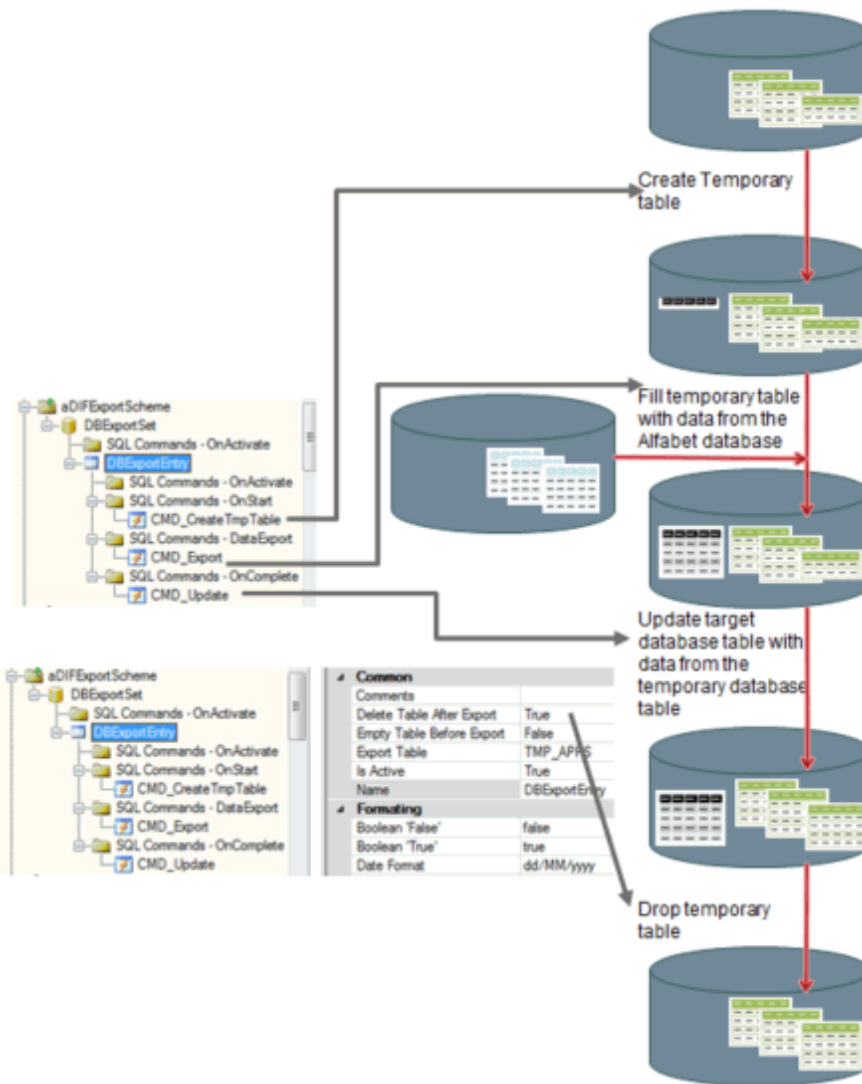 Create Temporary
table
Fill temporary table
with data from the
Alfabet database
aDIFExportScheme
DBExportSet
SQL Commands - OnActivate
DBExportEntry
SQL Commands - OnActivate
SQL Commands - OnStart
CMD_CreateTmpTable
SQL Commands - DataExport
CMD_Export
SQL Commands - OnComplete
CMD_Update
Update target
database table with
data from the
temporary database
table
aDIFExportScheme
DBExportSet
SQL Commands - OnActivate
DBExportEntry
SQL Commands - OnActivate
SQL Commands - OnStart
CMD_CreateTmpTable
SQL Commands - DataExport
CMD_Export
SQL Commands - OnComplete
CMD_Update
Common
Comments
Delete Table After Export True
Empty Table Before Export False
Export Table TMP_APPS
Is Active True
Name DBExportEntry
Formating
Boolean 'False' false
Boolean 'True' true
Date Format dd/MM/yyyy
Drop temporary
table